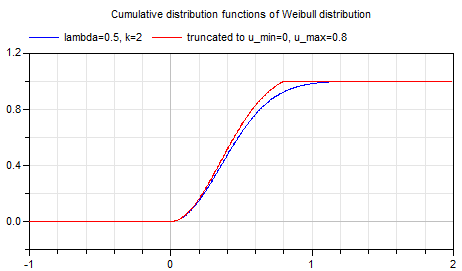 Cumulative distribution functions of Weibull distribution
lambda=0.5, k=2 truncated to u_min=0, u_max=0.8
1.2
0.8
0.4
0.0
-1 0 1 2